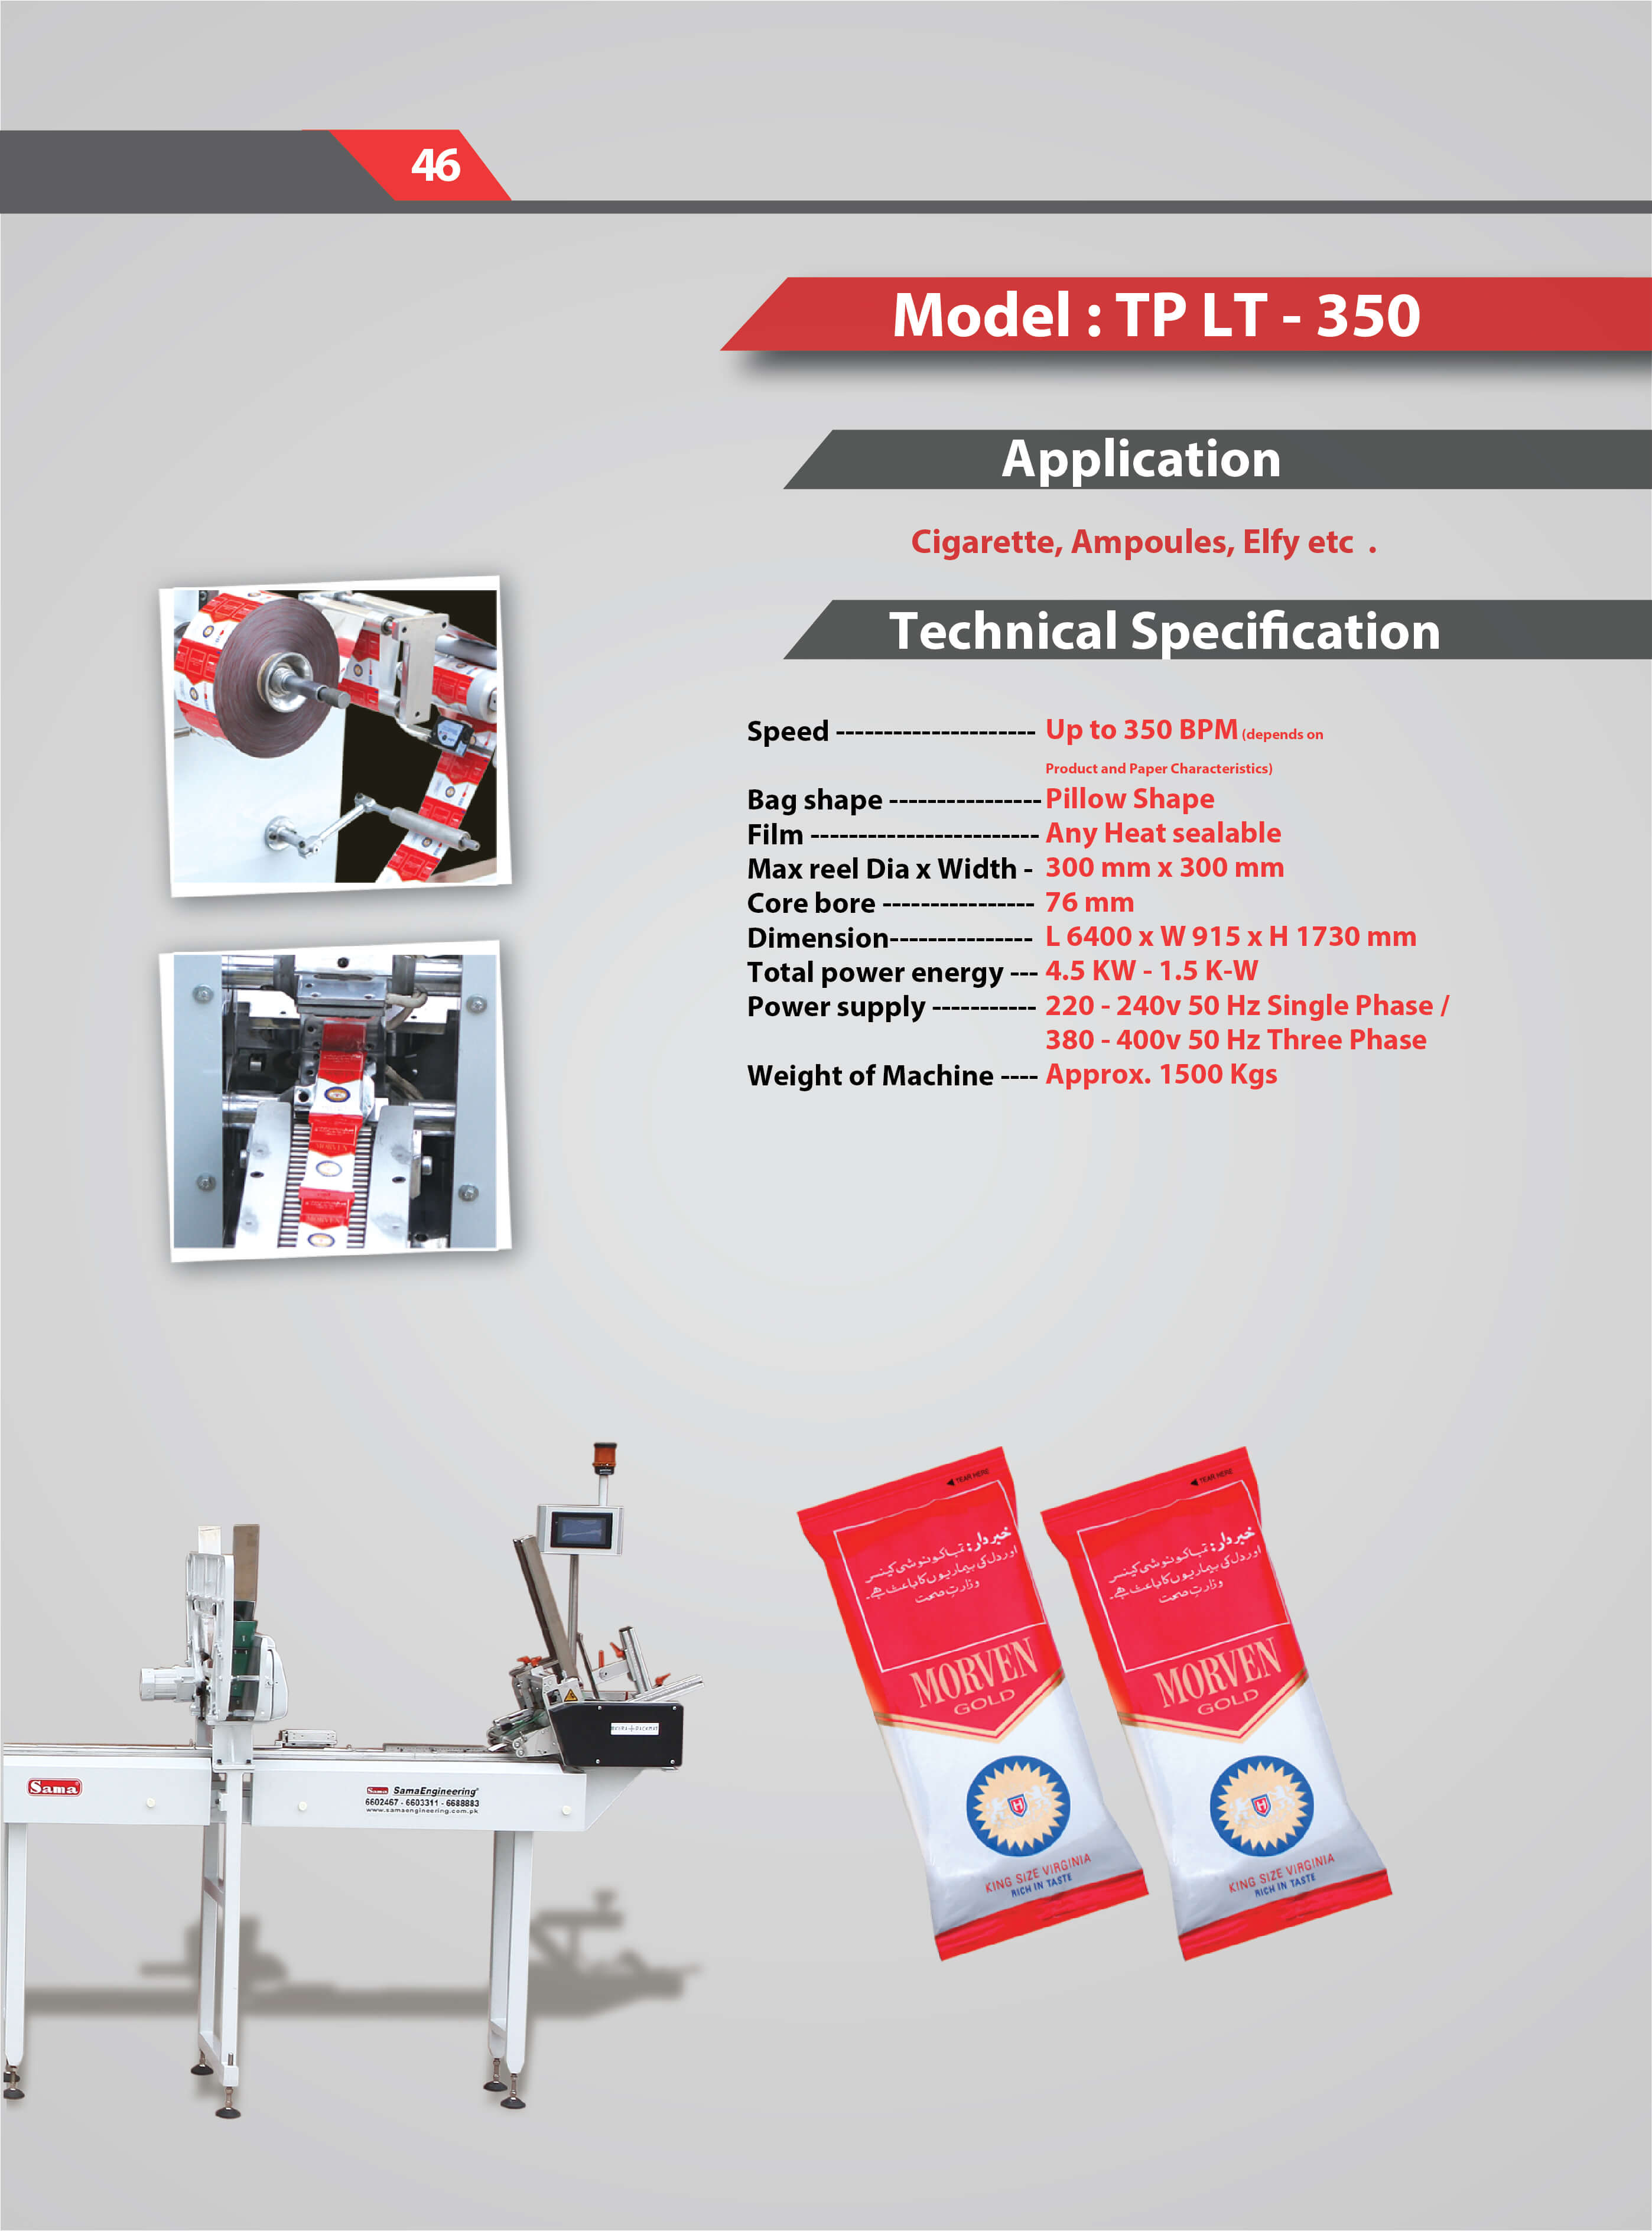 46
Model : TP LT - 350
Application
Cigarette, Ampoules, Elfy etc .
Technical Specification
Speed --------------------- Up to 350 BPM (depends on
Product and Paper Characteristics)
Bag shape ---------------- Pillow Shape
Film ------------------------ Any Heat sealable
Max reel Dia x Width - 300 mm x 300 mm
Core bore ---------------- 76 mm
Dimension--------------- L 6400 x W 915 x H 1730 mm
Total power energy --- 4.5 KW - 1.5 K-W
Power supply ----------- 220 - 240v 50 Hz Single Phase /
380 - 400v 50 Hz Three Phase
Weight of Machine ---- Approx. 1500 Kgs
Sama
Sama SamaEngineering
6602467 - 6603311 - 6688883
www.samaengineering.com.pk
TEAR HERE
خبردار: تمباکو نوشی کینسر
اور دل کی بیماریوں کا باعث ہے۔
وزارتِ صحت
MORVEN
GOLD
H
KING SIZE VIRGINIA
RICH IN TASTE
TEAR HERE
خبردار: تمباکو نوشی کینسر
اور دل کی بیماریوں کا باعث ہے۔
وزارتِ صحت
MORVEN
GOLD
H
KING SIZE VIRGINIA
RICH IN TASTE